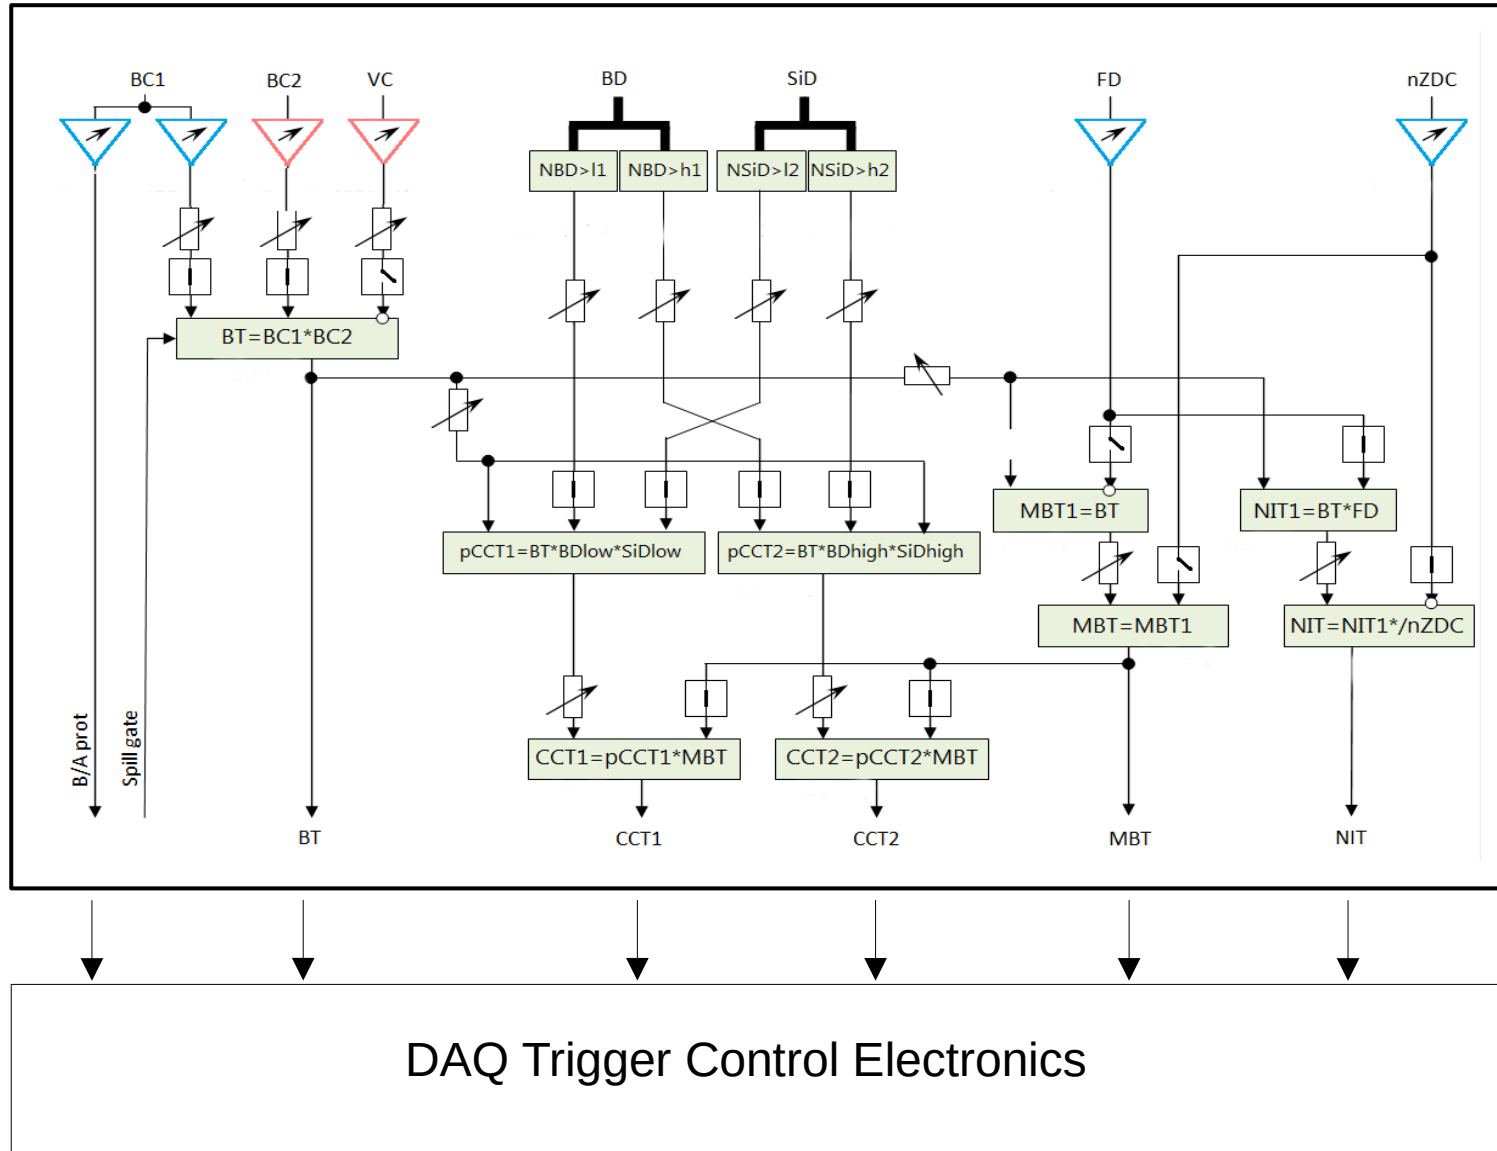 BC1 BC2 VC BD SiD FD nZDC
NBD>l1 NBD>h1 NSiD>l2 NSiD>h2
BT=BC1*BC2
MBT1=BT NIT1=BT*FD
pCCT1=BT*BDlow*SiDlow pCCT2=BT*BDhigh*SiDhigh
MBT=MBT1 NIT=NIT1*/nZDC
B/A prot
Spill gate
CCT1=pCCT1*MBT CCT2=pCCT2*MBT
BT CCT1 CCT2 MBT NIT
DAQ Trigger Control Electronics